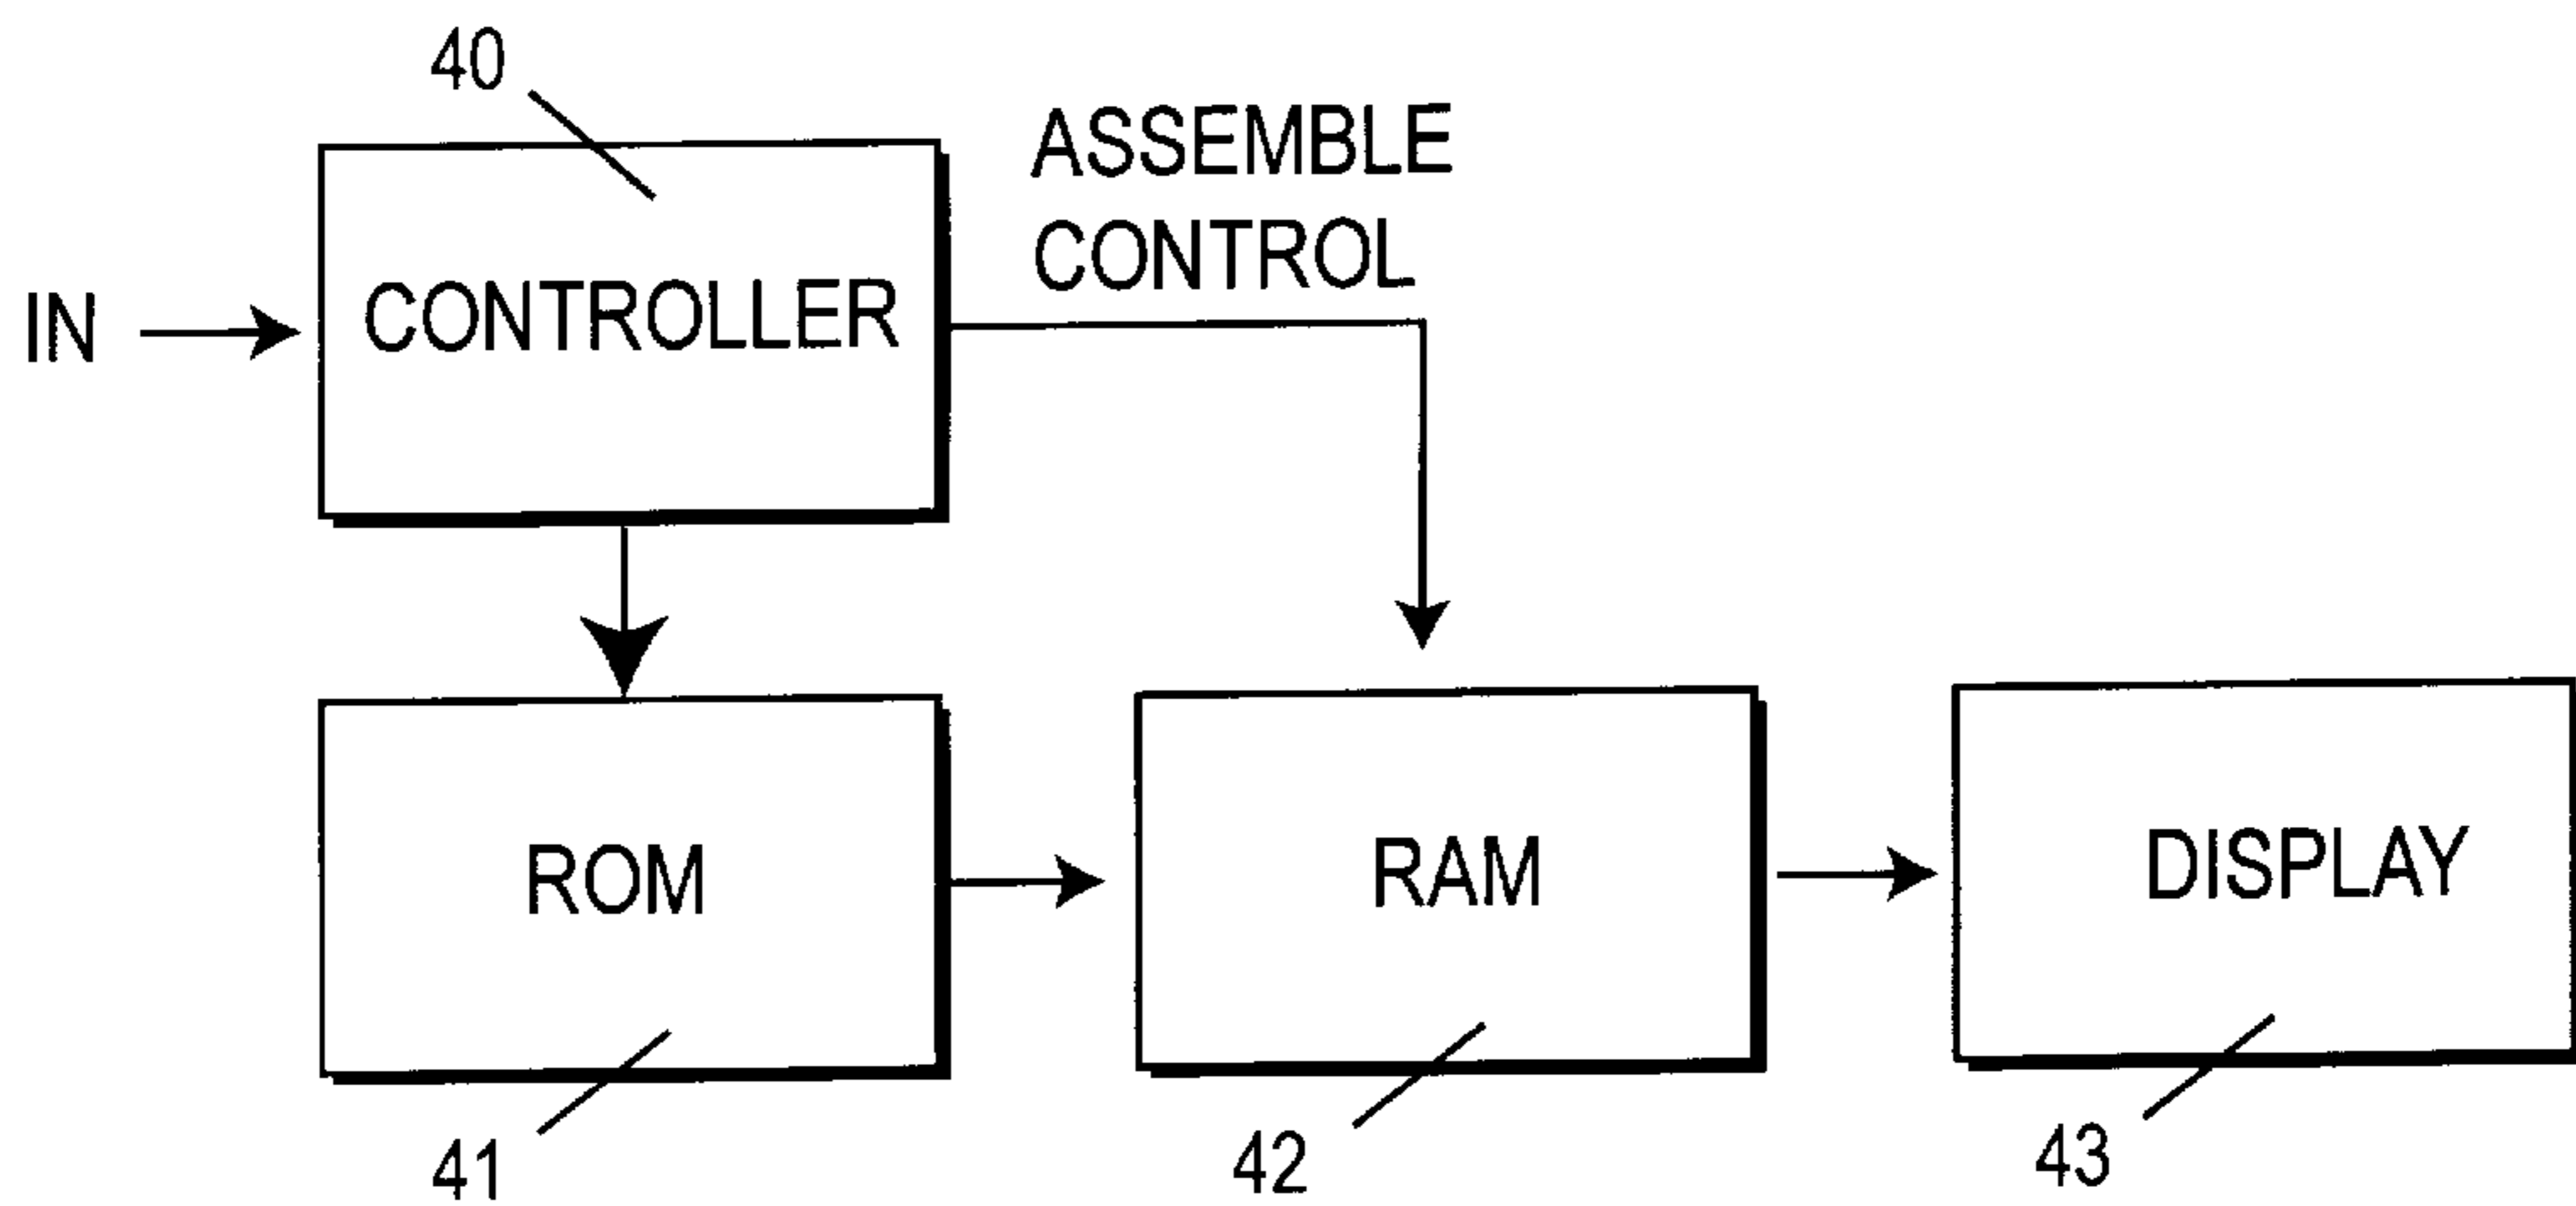 40
ASSEMBLE
CONTROL
IN
CONTROLLER
ROM
RAM
DISPLAY
41
42
43